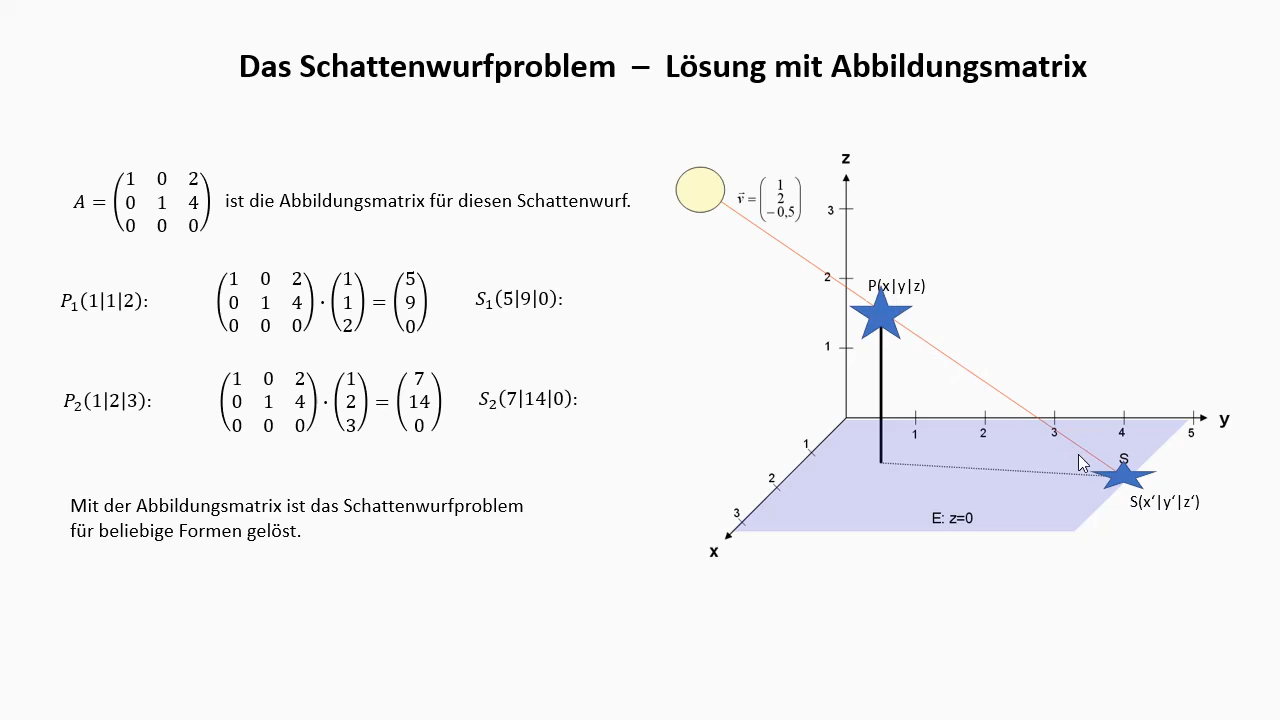 Das Schattenwurfproblem – Lösung mit Abbildungsmatrix
A = (1 0 2
0 1 4
0 0 0) ist die Abbildungsmatrix für diesen Schattenwurf.
P₁(1|1|2): (1 0 2
0 1 4
0 0 0) · (1
1
2) = (5
9
0) S₁(5|9|0):
P₂(1|2|3): (1 0 2
0 1 4
0 0 0) · (1
2
3) = (7
14
0) S₂(7|14|0):
Mit der Abbildungsmatrix ist das Schattenwurfproblem
für beliebige Formen gelöst.
z
v⃗ = (1
2
−0,5)
3
2
P(x|y|z)
1
1 2 3 4 5 y
1
2
3
x
S
S(x‘|y‘|z‘)
E: z=0